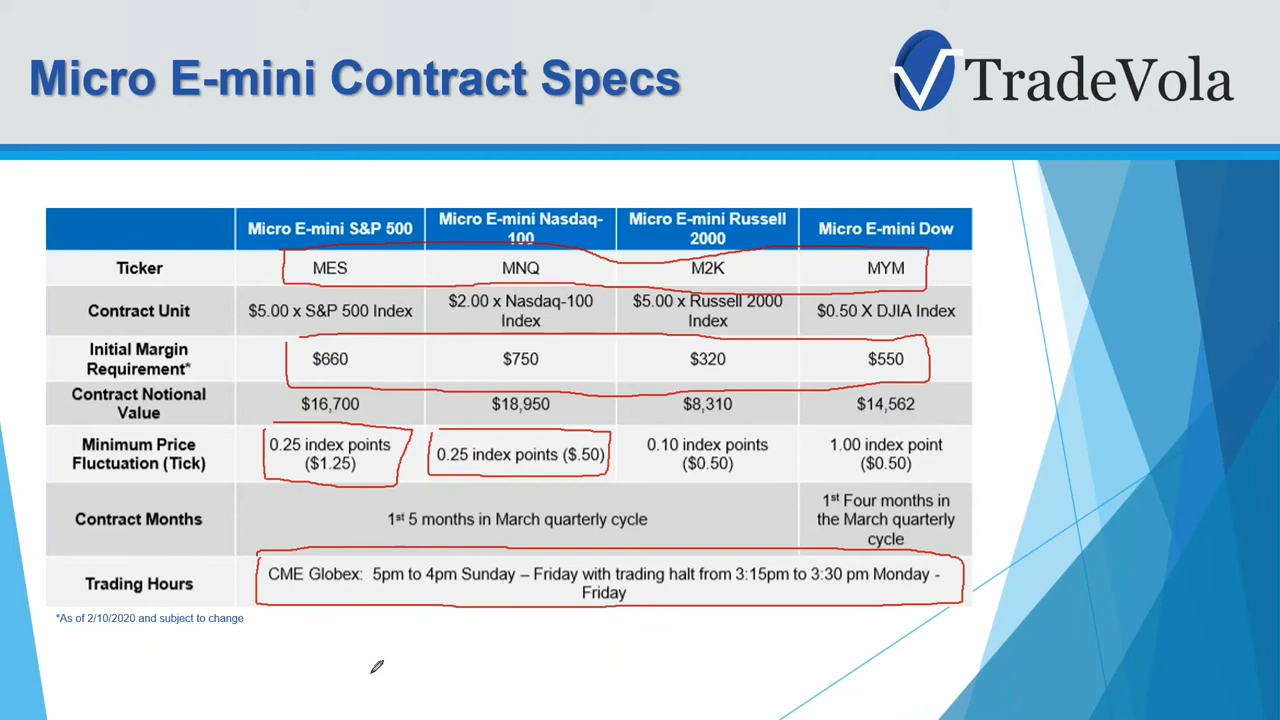 Micro E-mini Contract Specs
TradeVola
Micro E-mini S&P 500
Micro E-mini Nasdaq-
100
Micro E-mini Russell
2000
Micro E-mini Dow
Ticker
MES
MNQ
M2K
MYM
Contract Unit
$5.00 x S&P 500 Index
$2.00 x Nasdaq-100
Index
$5.00 x Russell 2000
Index
$0.50 X DJIA Index
Initial Margin
Requirement*
$660
$750
$320
$550
Contract Notional
Value
$16,700
$18,950
$8,310
$14,562
Minimum Price
Fluctuation (Tick)
0.25 index points
($1.25)
0.25 index points ($.50)
0.10 index points
($0.50)
1.00 index point
($0.50)
Contract Months
1st 5 months in March quarterly cycle
1st Four months in
the March quarterly
cycle
Trading Hours
CME Globex: 5pm to 4pm Sunday – Friday with trading halt from 3:15pm to 3:30 pm Monday -
Friday
*As of 2/10/2020 and subject to change